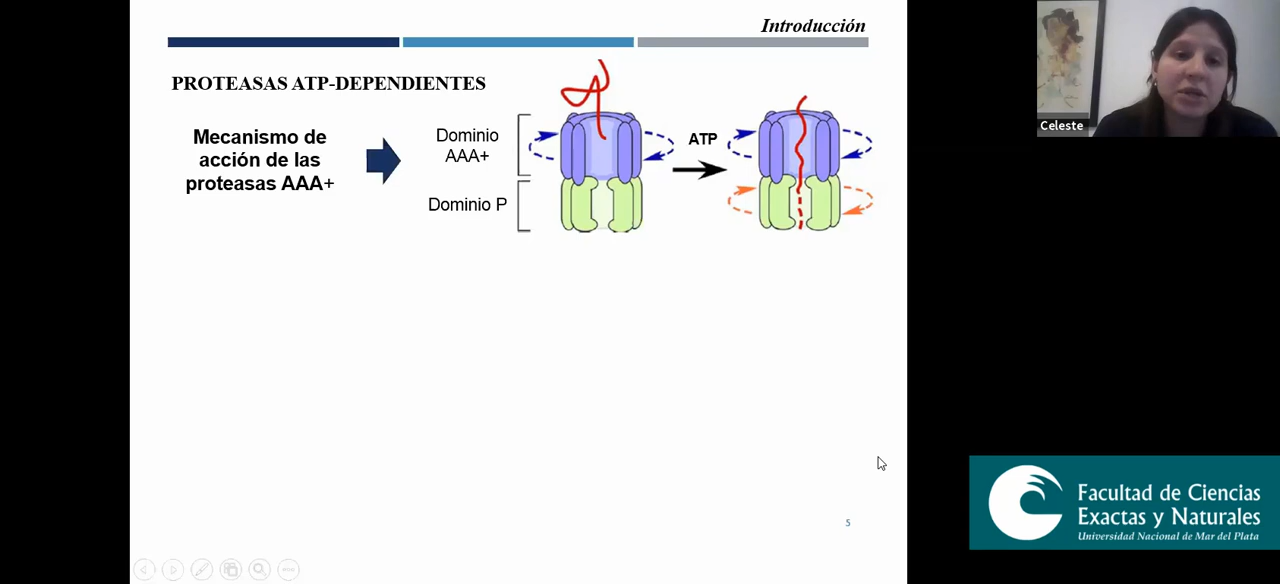 Introducción
PROTEASAS ATP-DEPENDIENTES
Mecanismo de
acción de las
proteasas AAA+
Dominio
AAA+
Dominio P
ATP
5
Celeste
Facultad de Ciencias
Exactas y Naturales
Universidad Nacional de Mar del Plata